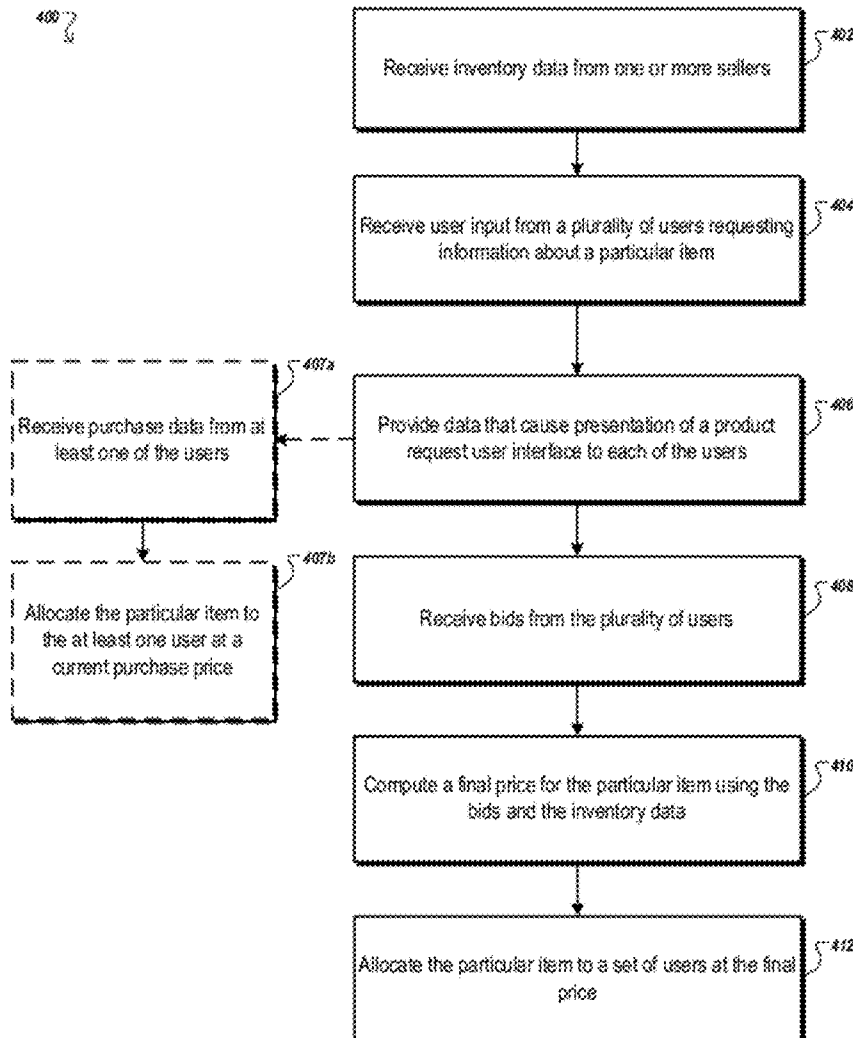 400
402
Receive inventory data from one or more sellers
404
Receive user input from a plurality of users requesting
information about a particular item
407a
406
Receive purchase data from at
least one of the users
Provide data that cause presentation of a product
request user interface to each of the users
407b
408
Allocate the particular item to
the at least one user at a
current purchase price
Receive bids from the plurality of users
410
Compute a final price for the particular item using the
bids and the inventory data
412
Allocate the particular item to a set of users at the final
price